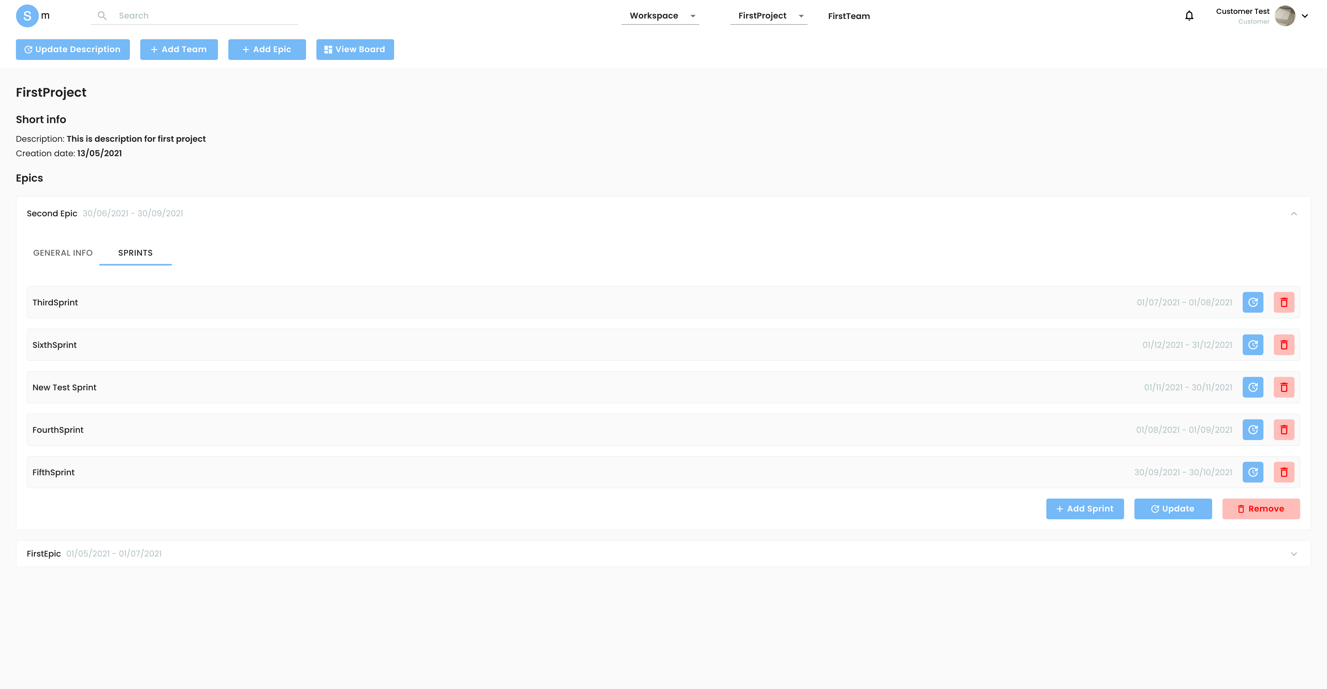 S m Search Workspace FirstProject FirstTeam Customer Test
Customer
Update Description + Add Team + Add Epic View Board
FirstProject
Short info
Description: This is description for first project
Creation date: 13/05/2021
Epics
Second Epic 30/06/2021 - 30/09/2021
GENERAL INFO SPRINTS
ThirdSprint 01/07/2021 - 01/08/2021
SixthSprint 01/12/2021 - 31/12/2021
New Test Sprint 01/11/2021 - 30/11/2021
FourthSprint 01/08/2021 - 01/09/2021
FifthSprint 30/09/2021 - 30/10/2021
+ Add Sprint Update Remove
FirstEpic 01/05/2021 - 01/07/2021